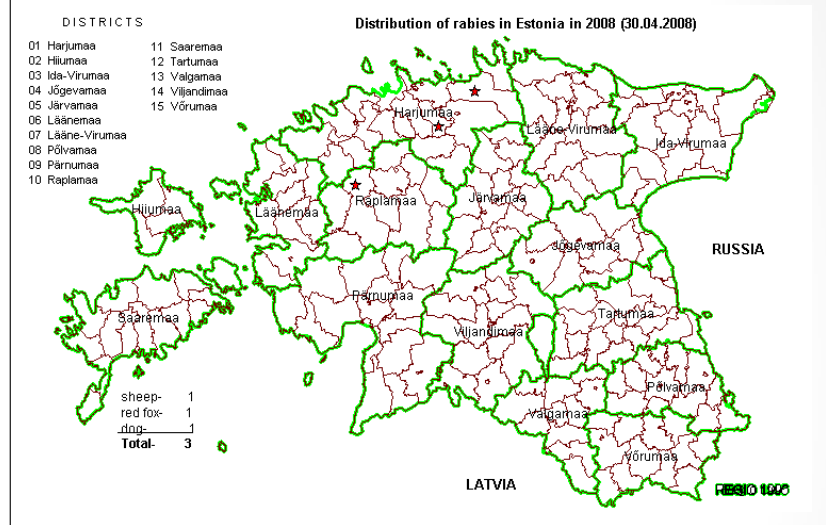 DISTRICTS
Distribution of rabies in Estonia in 2008 (30.04.2008)
01 Harjumaa
02 Hiiumaa
03 Ida-Virumaa
04 Jõgevamaa
05 Järvamaa
06 Läänemaa
07 Lääne-Virumaa
08 Põlvamaa
09 Pärnumaa
10 Raplamaa
11 Saaremaa
12 Tartumaa
13 Valgamaa
14 Viljandimaa
15 Võrumaa
Harjumaa
Lääne-Virumaa
Ida-Virumaa
Hiiumaa
Läänemaa
Raplamaa
Järvamaa
Jõgevamaa
RUSSIA
Saaremaa
Pärnumaa
Viljandimaa
Tartumaa
Põlvamaa
Valgamaa
Võrumaa
sheep- 1
red fox- 1
dog- 1
Total- 3
LATVIA